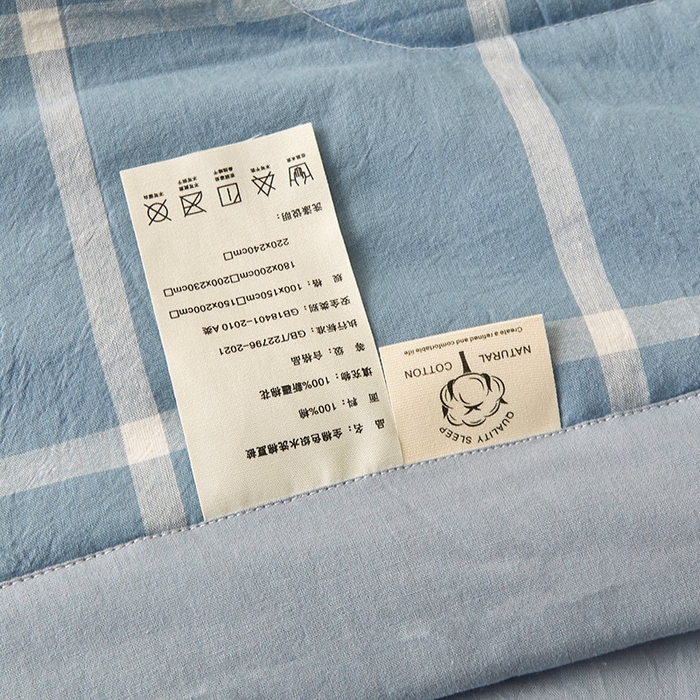 品 名：全棉色织水洗棉夏被
面 料：100%棉
填充物：100%新疆棉花
等 级：合格品
执行标准：GB/T22796-2021
安全类别：GB18401-2010 A类
规 格：100x150cm□150x200cm□
180x200cm□200x230cm□
220x240cm□
洗涤说明：
QUALITY SLEEP
NATURAL COTTON
Create a refined and comfortable life